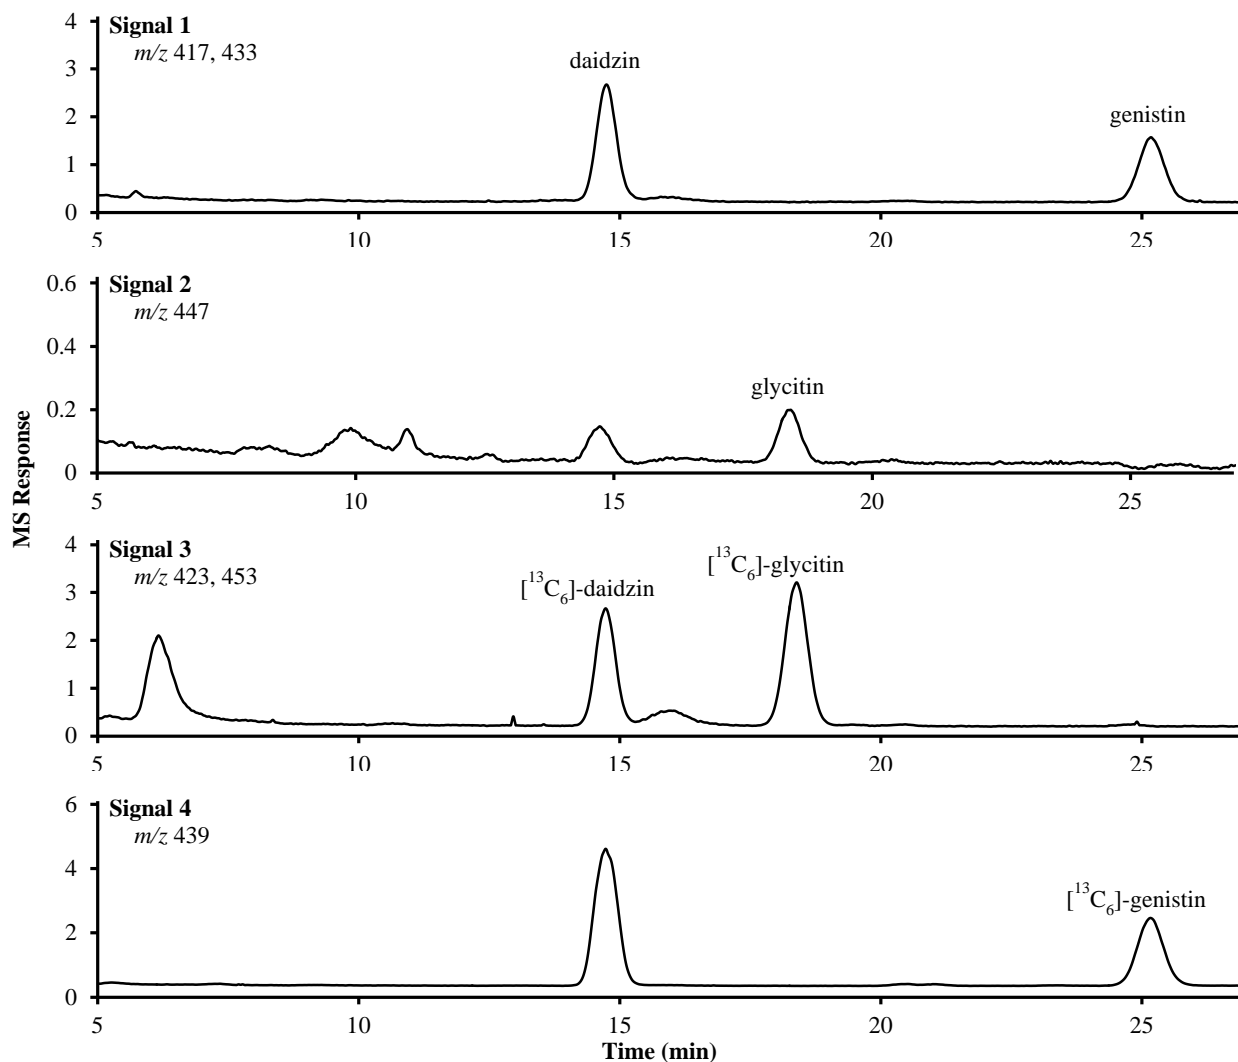 4
Signal 1
m/z 417, 433
daidzin
3
genistin
2
1
0
5 10 15 20 25
0.6
Signal 2
m/z 447
0.4
glycitin
0.2
0
5 10 15 20 25
MS Response
4
Signal 3
m/z 423, 453
[¹³C₆]-daidzin
[¹³C₆]-glycitin
3
2
1
0
5 10 15 20 25
6
Signal 4
m/z 439
4
[¹³C₆]-genistin
2
0
5 10 15 20 25
Time (min)